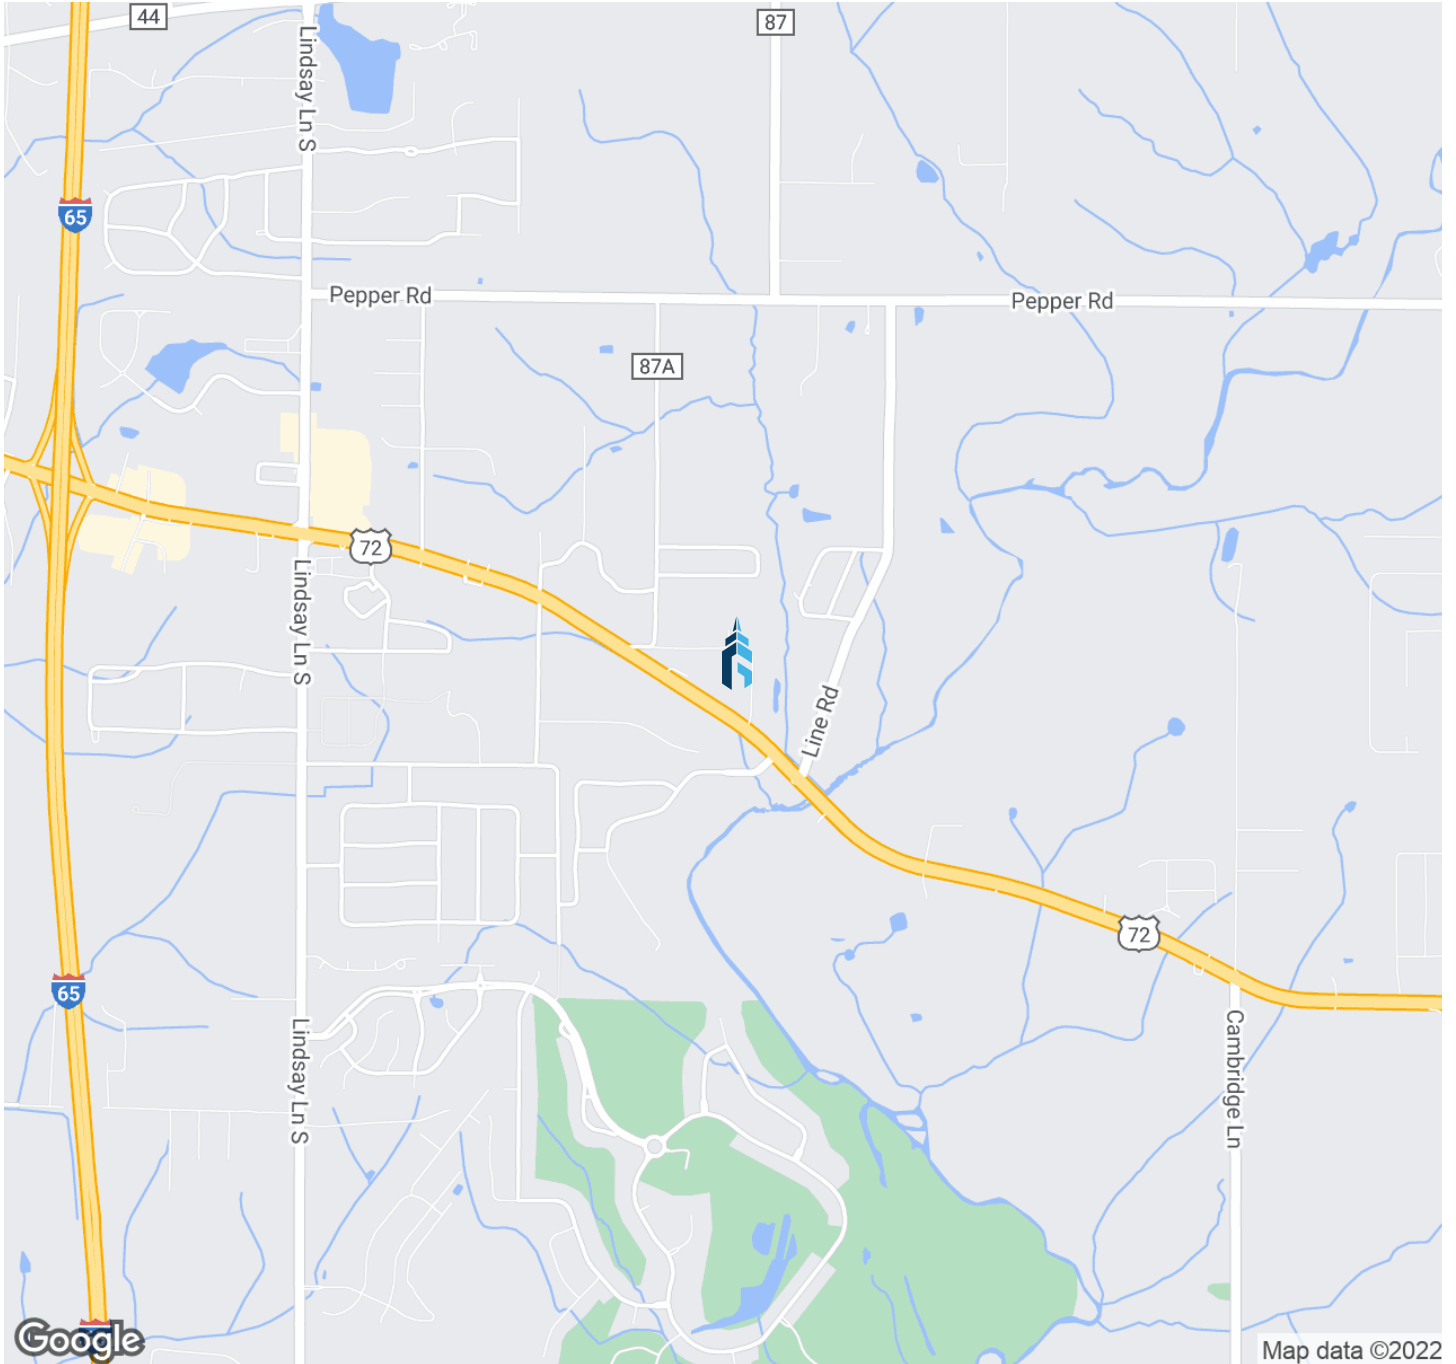 44
87
Lindsay Ln S
65
Pepper Rd
Pepper Rd
87A
72
Lindsay Ln S
Line Rd
72
65
Lindsay Ln S
Cambridge Ln
Google
Map data ©2022